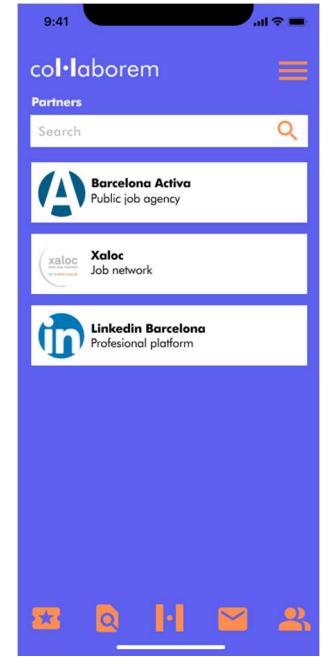 9:41
col·laborem
Partners
Search
Barcelona Activa
Public job agency
xaloc
Xaloc
Job network
in
Linkedin Barcelona
Profesional platform